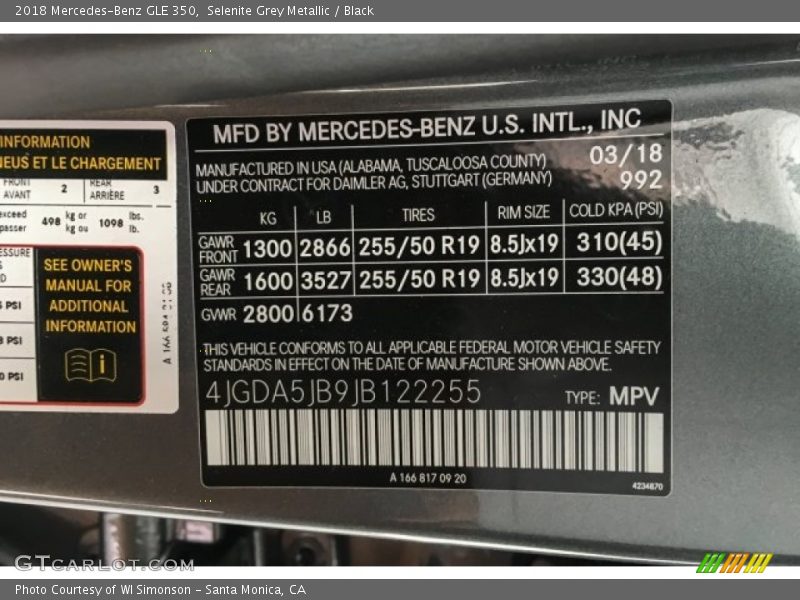 2018 Mercedes-Benz GLE 350, Selenite Grey Metallic / Black
INFORMATION
NEUS ET LE CHARGEMENT
FRONT 2 REAR 3
AVANT ARRIÈRE
exceed 498 kg or 1098 lbs.
passer kg ou lb.
SEE OWNER'S
MANUAL FOR
ADDITIONAL
INFORMATION
PSI
PSI
PSI
MFD BY MERCEDES-BENZ U.S. INTL., INC
MANUFACTURED IN USA (ALABAMA, TUSCALOOSA COUNTY) 03/18
UNDER CONTRACT FOR DAIMLER AG, STUTTGART (GERMANY) 992
KG LB TIRES RIM SIZE COLD KPA (PSI)
GAWR FRONT 1300 2866 255/50 R19 8.5Jx19 310(45)
GAWR REAR 1600 3527 255/50 R19 8.5Jx19 330(48)
GVWR 2800 6173
THIS VEHICLE CONFORMS TO ALL APPLICABLE FEDERAL MOTOR VEHICLE SAFETY
STANDARDS IN EFFECT ON THE DATE OF MANUFACTURE SHOWN ABOVE.
4JGDA5JB9JB122255 TYPE: MPV
A 166 817 09 20
4234870
GTCARLOT.COM
Photo Courtesy of WI Simonson - Santa Monica, CA